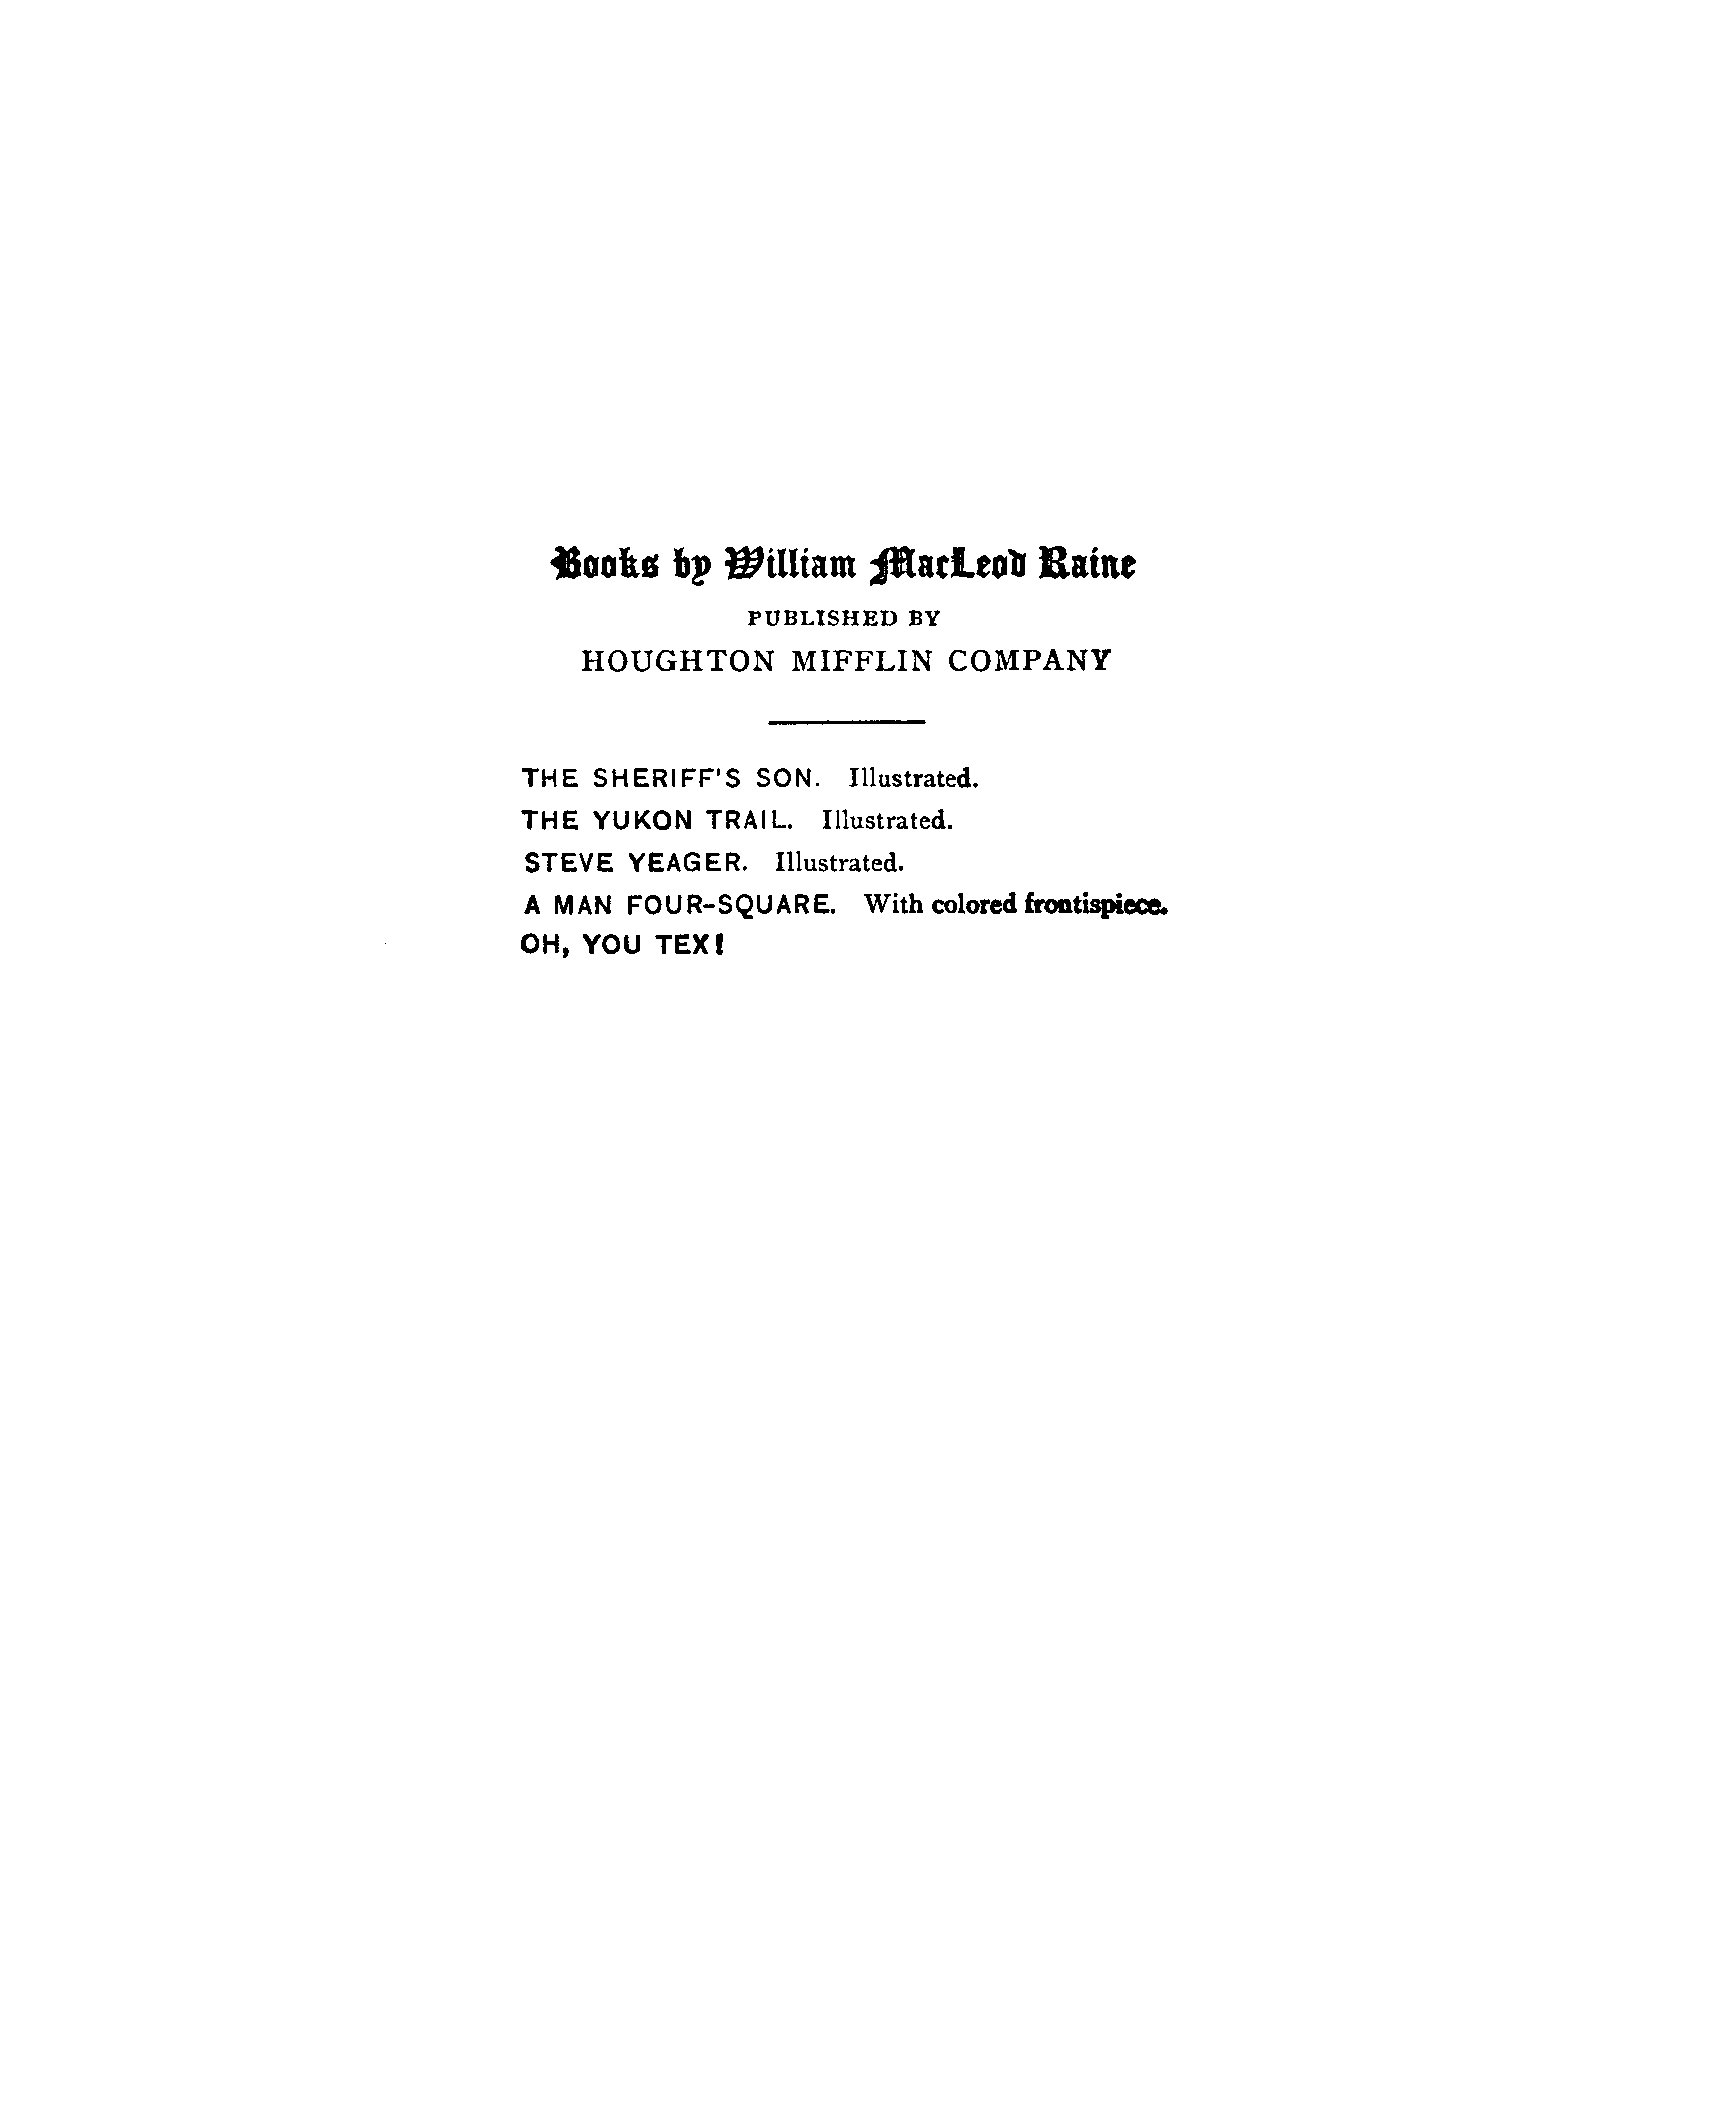 Books by William MacLeod Raine
PUBLISHED BY
HOUGHTON MIFFLIN COMPANY
THE SHERIFF'S SON. Illustrated.
THE YUKON TRAIL. Illustrated.
STEVE YEAGER. Illustrated.
A MAN FOUR-SQUARE. With colored frontispiece.
OH, YOU TEX!